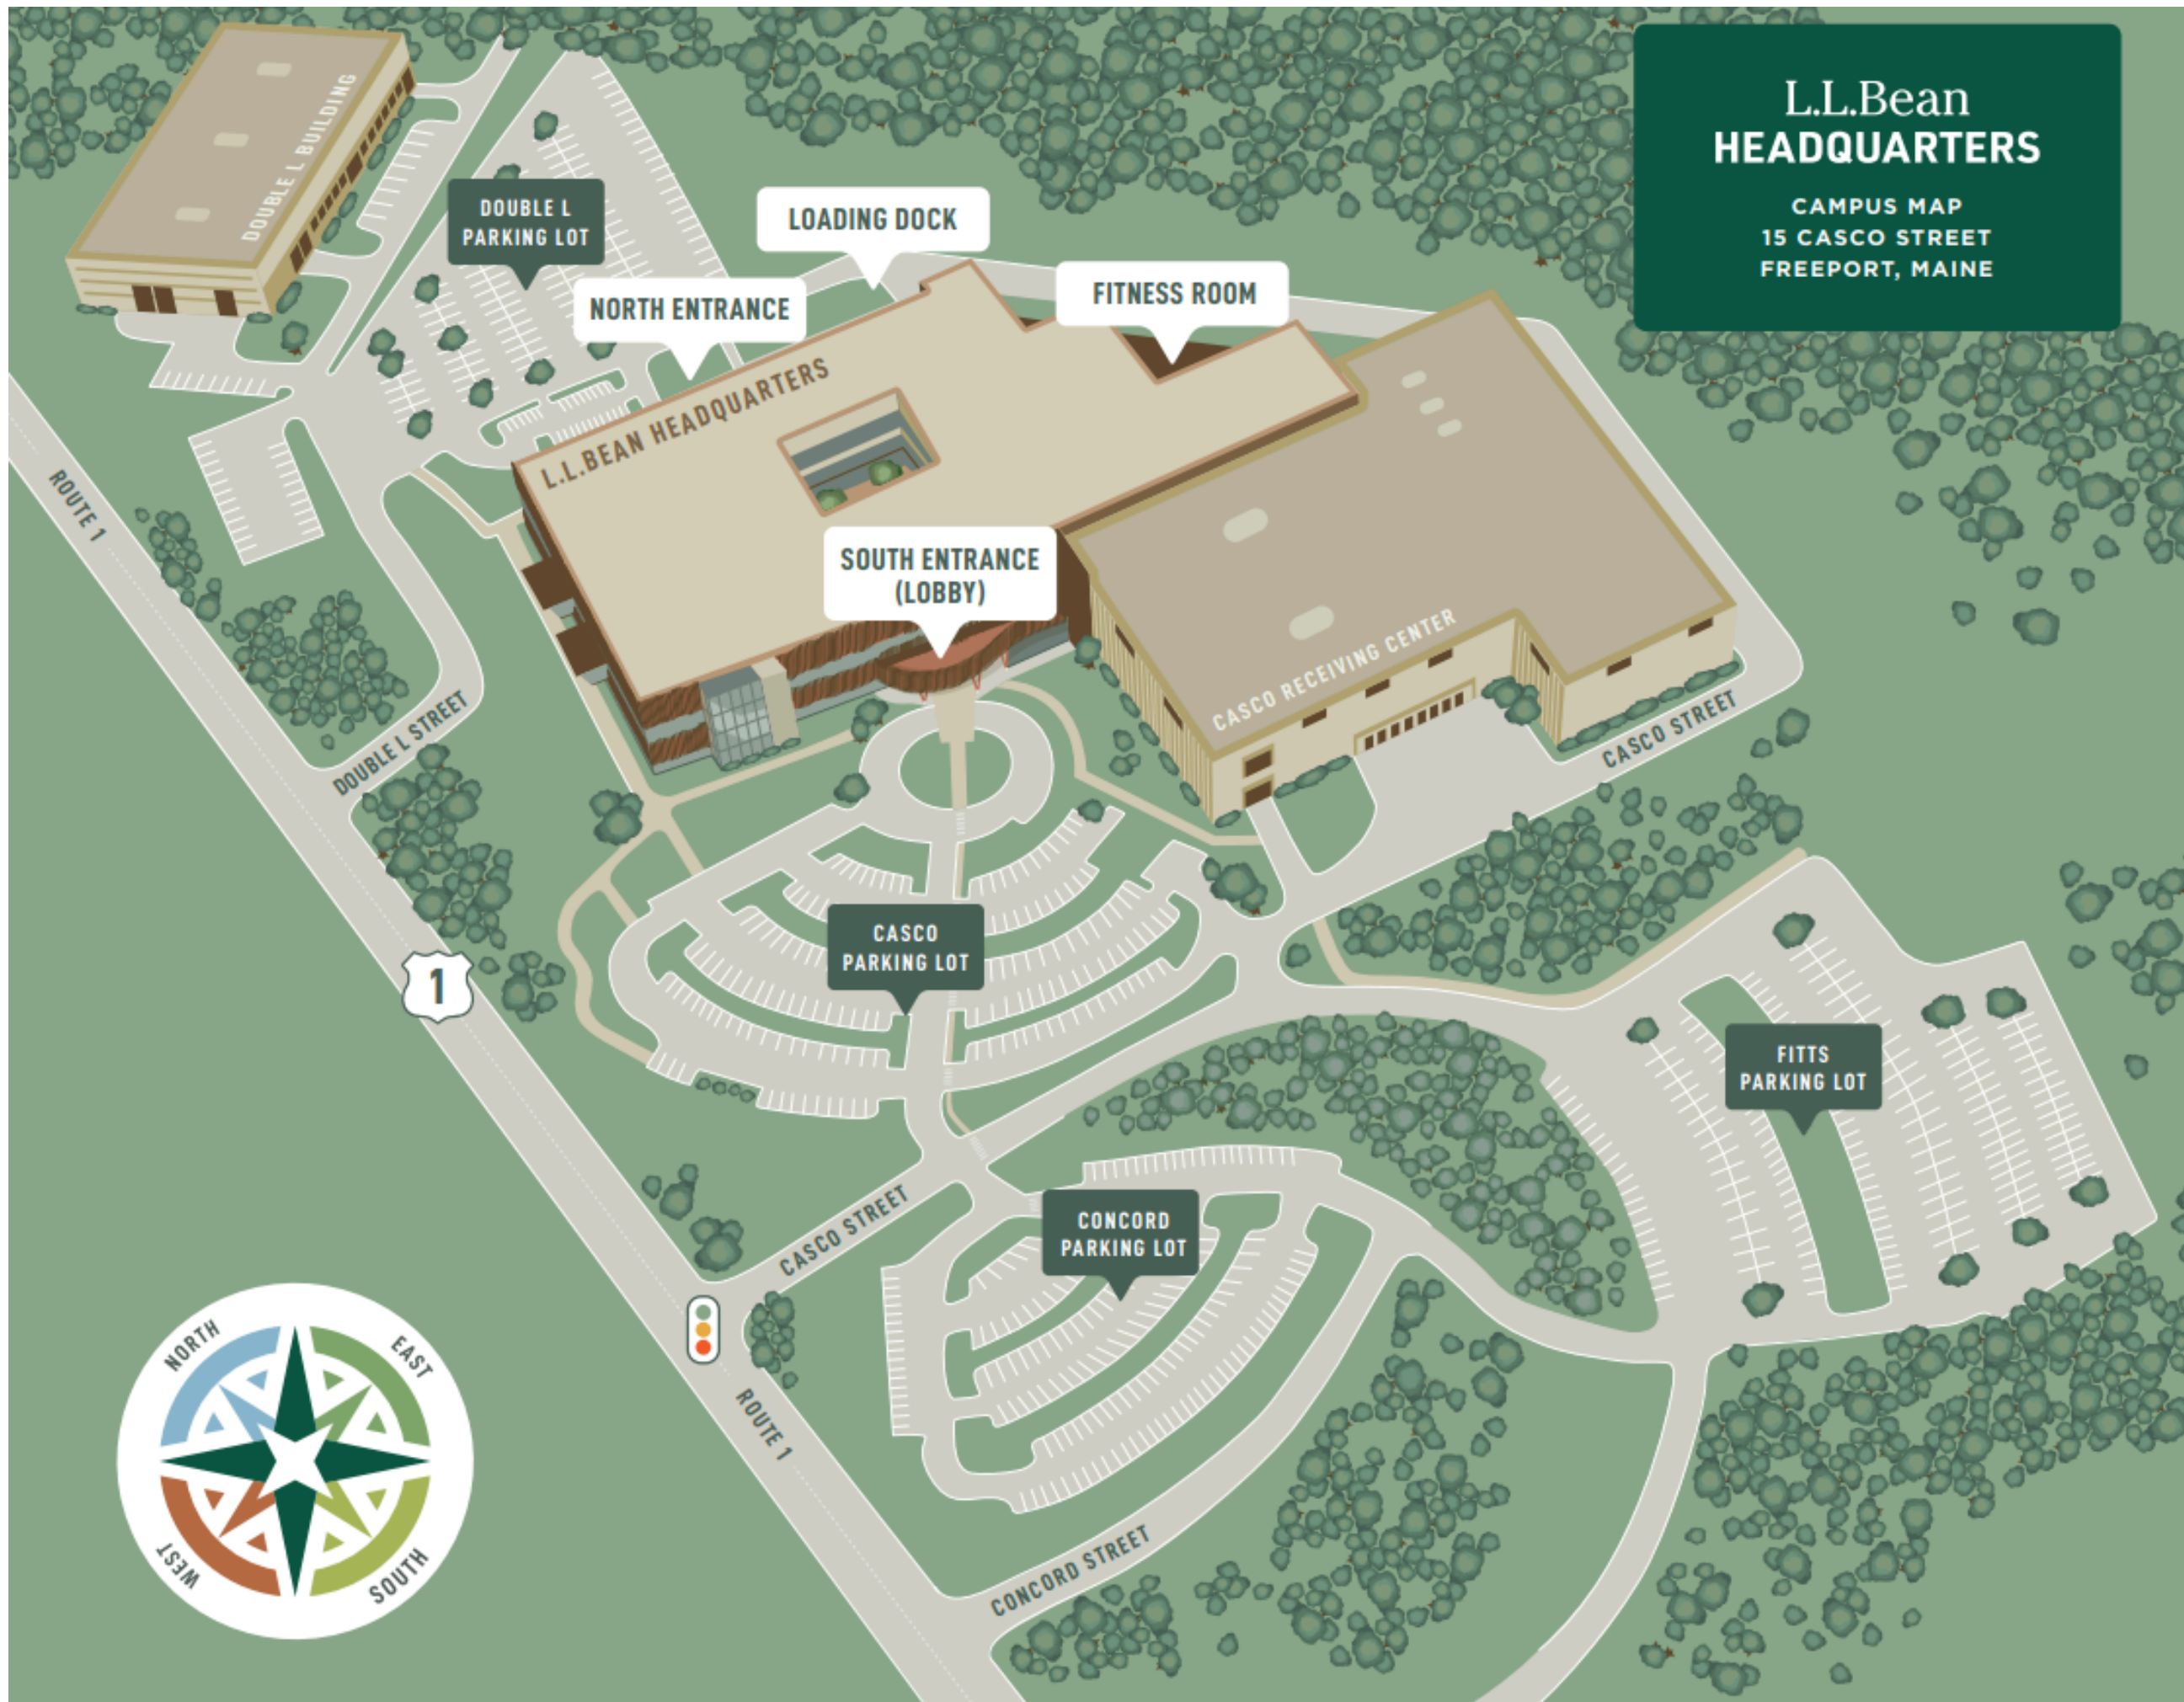 L.L.Bean
HEADQUARTERS
CAMPUS MAP
15 CASCO STREET
FREEPORT, MAINE
DOUBLE L BUILDING
DOUBLE L
PARKING LOT
LOADING DOCK
NORTH ENTRANCE
FITNESS ROOM
L.L.BEAN HEADQUARTERS
ROUTE 1
SOUTH ENTRANCE
(LOBBY)
CASCO RECEIVING CENTER
DOUBLE L STREET
CASCO STREET
CASCO
PARKING LOT
1
FITTS
PARKING LOT
CASCO STREET
CONCORD
PARKING LOT
ROUTE 1
CONCORD STREET
NORTH
EAST
WEST
SOUTH